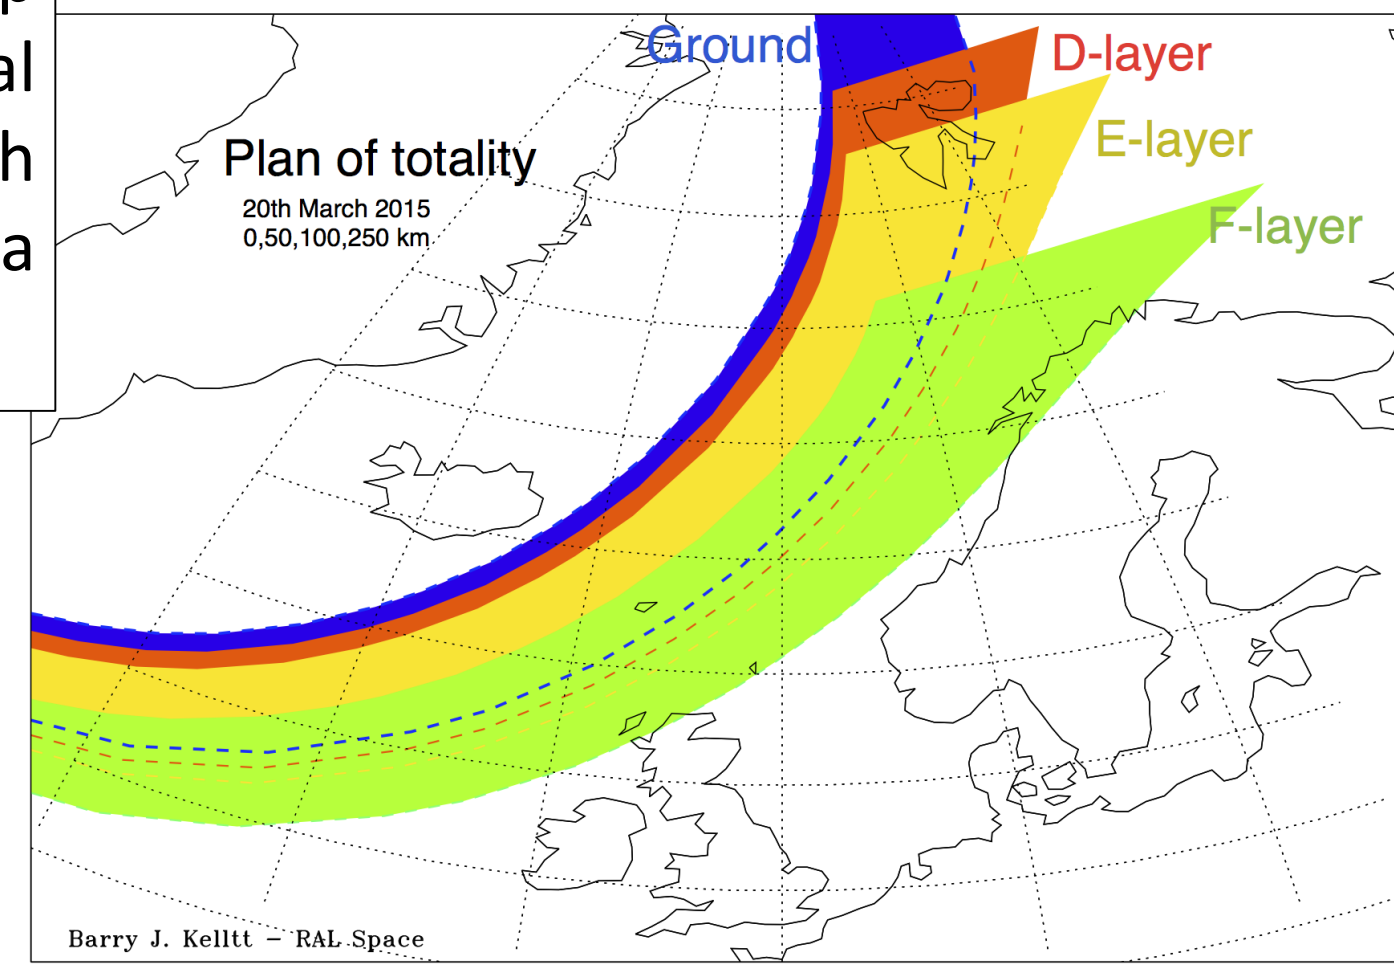 p
al
h
a
Ground
D-layer
E-layer
F-layer
Plan of totality
20th March 2015
0,50,100,250 km
Barry J. Kelltt - RAL Space